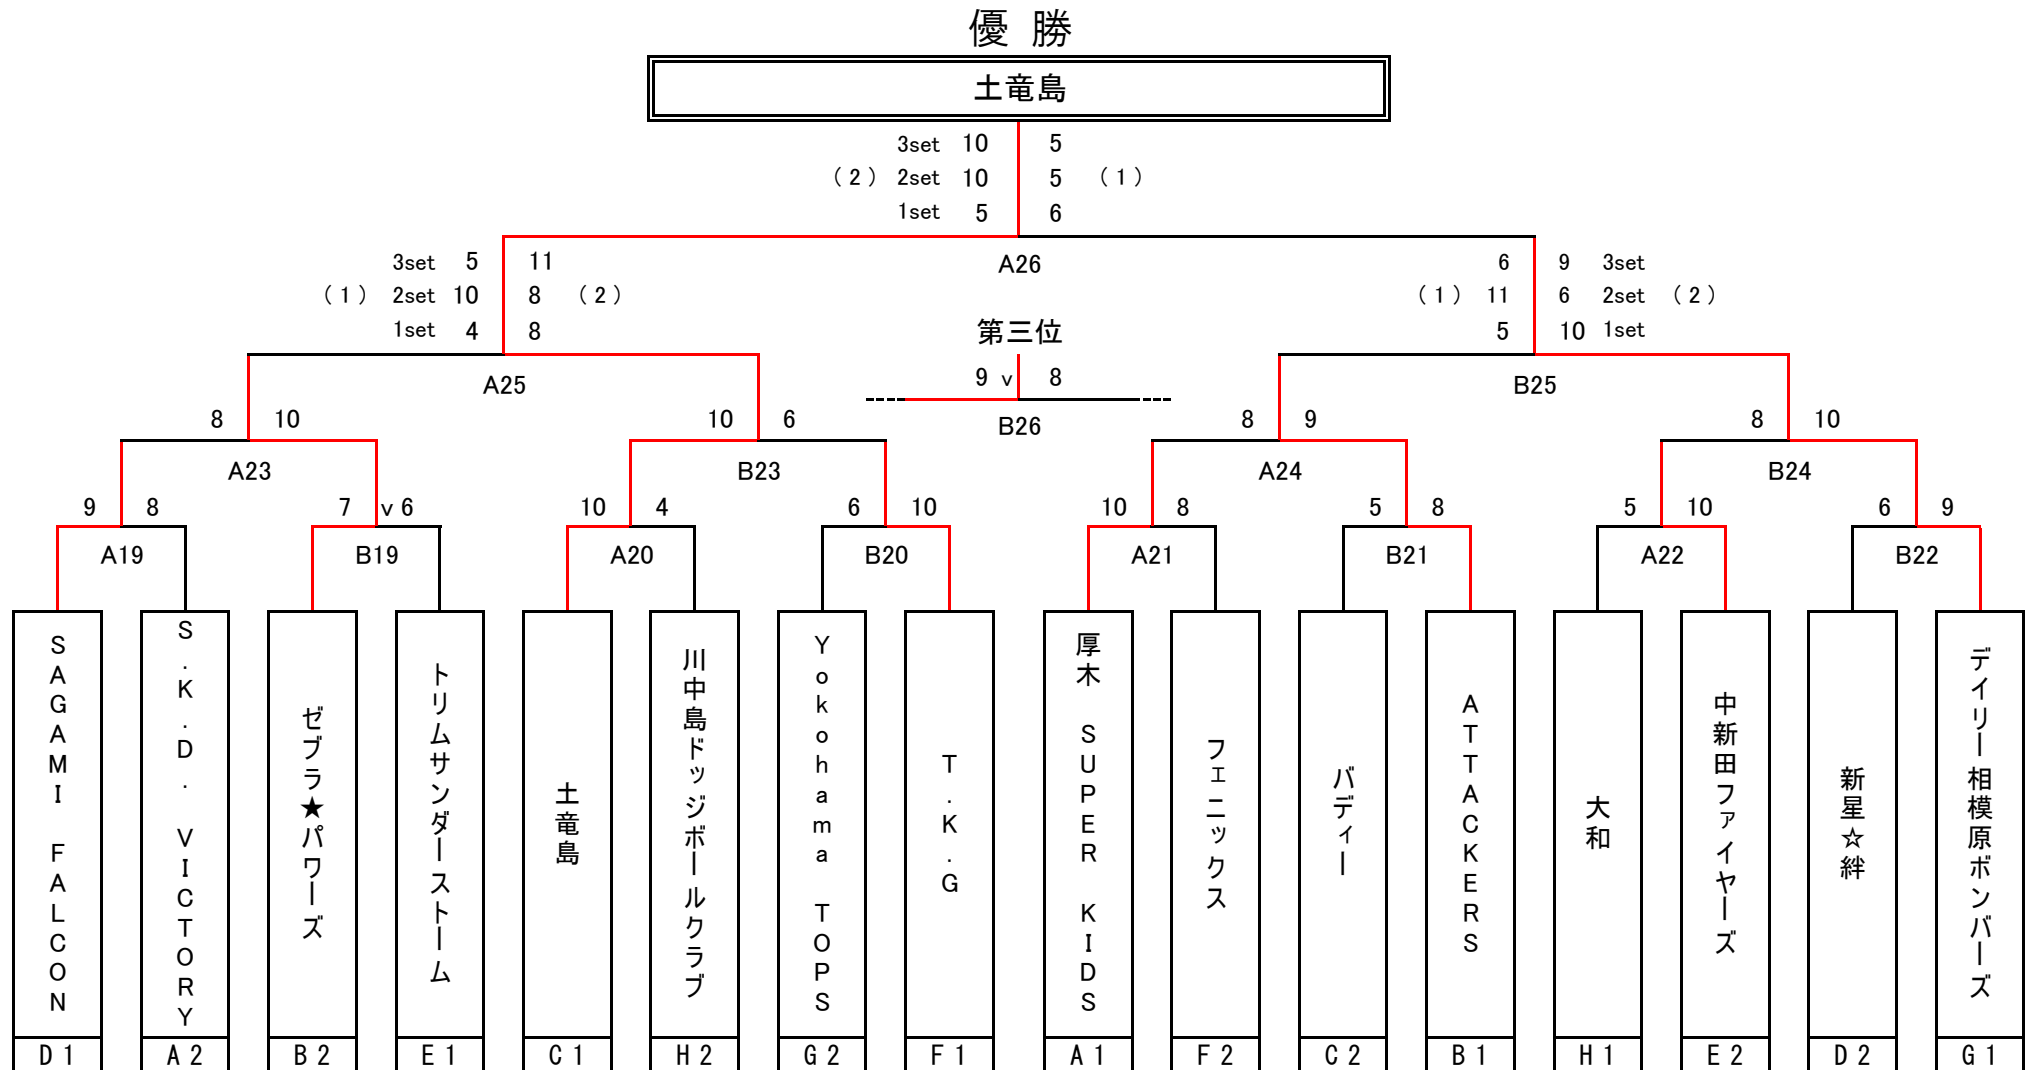 優 勝
土竜島
3set 10 5
(2) 2set 10 5 (1)
1set 5 6
A26
3set 5 11
(1) 2set 10 8 (2)
1set 4 8
6 9 3set
(1) 11 6 2set (2)
5 10 1set
第三位
9 v 8
B26
A25
B25
8 10
10 6
8 9
8 10
A23
B23
A24
B24
9 8
7 v 6
10 4
6 10
10 8
5 8
5 10
6 9
A19
B19
A20
B20
A21
B21
A22
B22
SAGAMI FALCON
S.K.D. VICTORY
ゼブラ★パワーズ
トリムサンダーストーム
土竜島
川中島ドッジボールクラブ
Yokohama TOPS
T.K.G
厚木 SUPER KIDS
フェニックス
バディー
ATTACKERS
大和
中新田ファイヤーズ
新星☆絆
デイリー相模原ボンバーズ
D1
A2
B2
E1
C1
H2
G2
F1
A1
F2
C2
B1
H1
E2
D2
G1